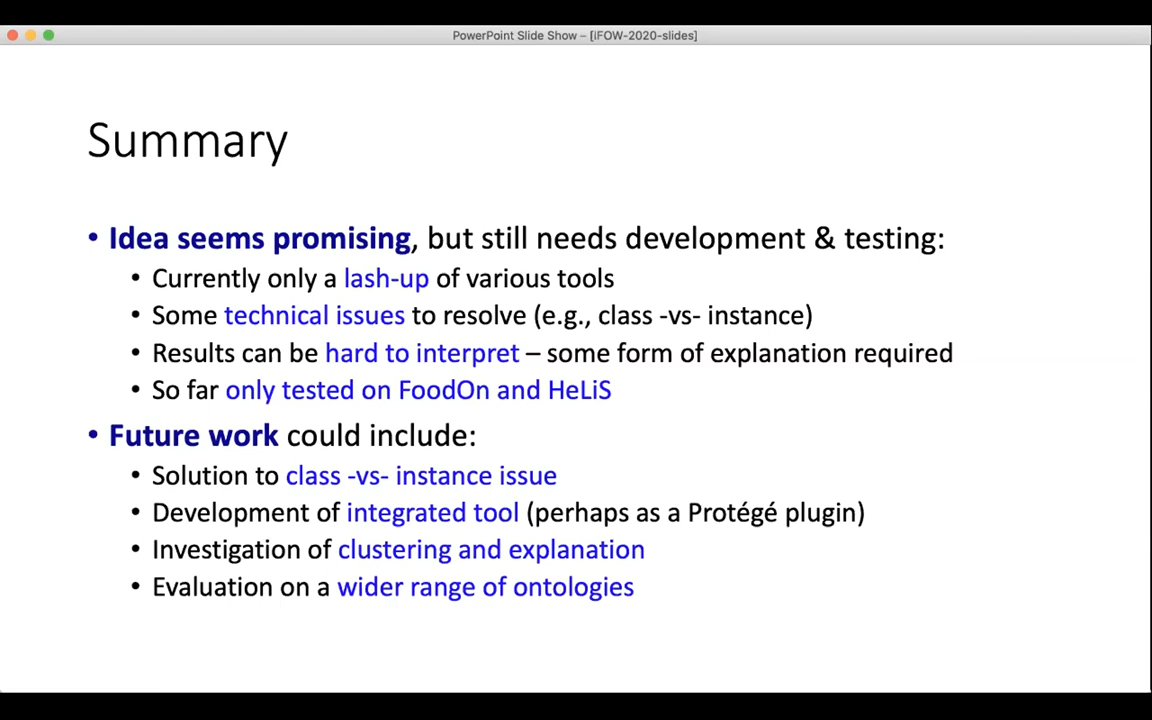 PowerPoint Slide Show – [iFOW-2020-slides]
Summary
• Idea seems promising, but still needs development & testing:
• Currently only a lash-up of various tools
• Some technical issues to resolve (e.g., class -vs- instance)
• Results can be hard to interpret – some form of explanation required
• So far only tested on FoodOn and HeLiS
• Future work could include:
• Solution to class -vs- instance issue
• Development of integrated tool (perhaps as a Protégé plugin)
• Investigation of clustering and explanation
• Evaluation on a wider range of ontologies